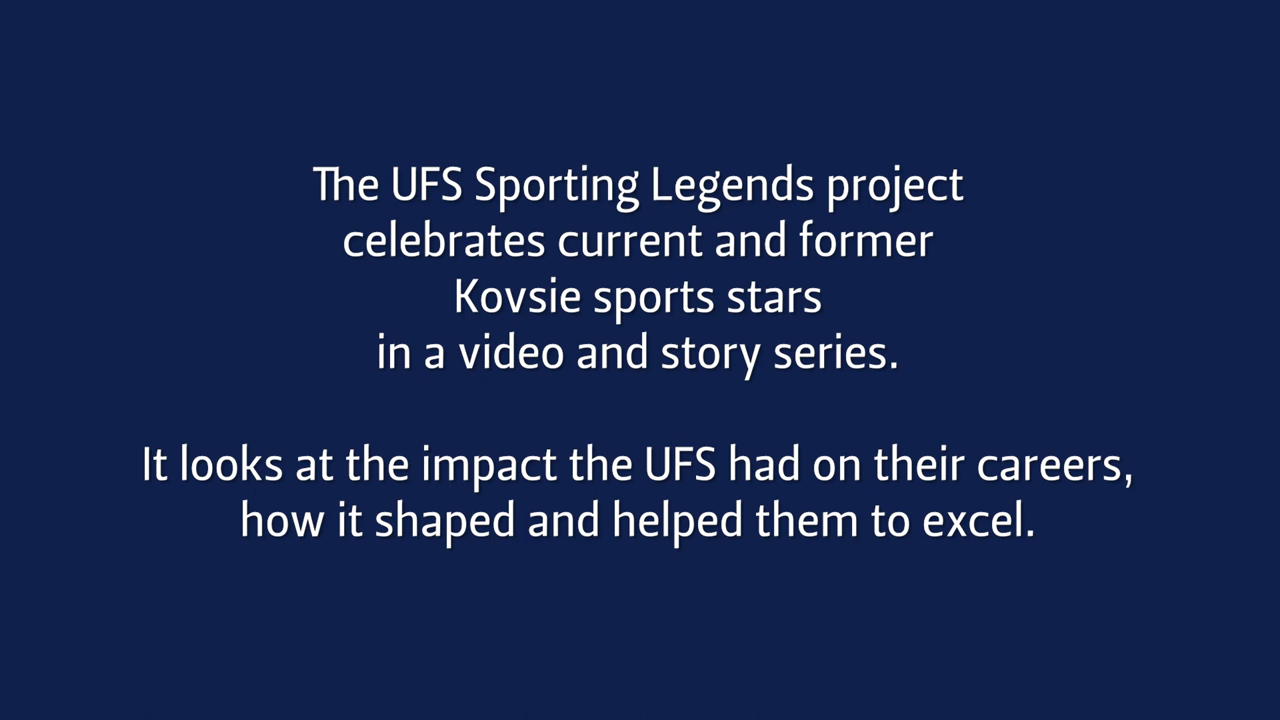 The UFS Sporting Legends project
celebrates current and former
Kovsie sports stars
in a video and story series.
It looks at the impact the UFS had on their careers,
how it shaped and helped them to excel.